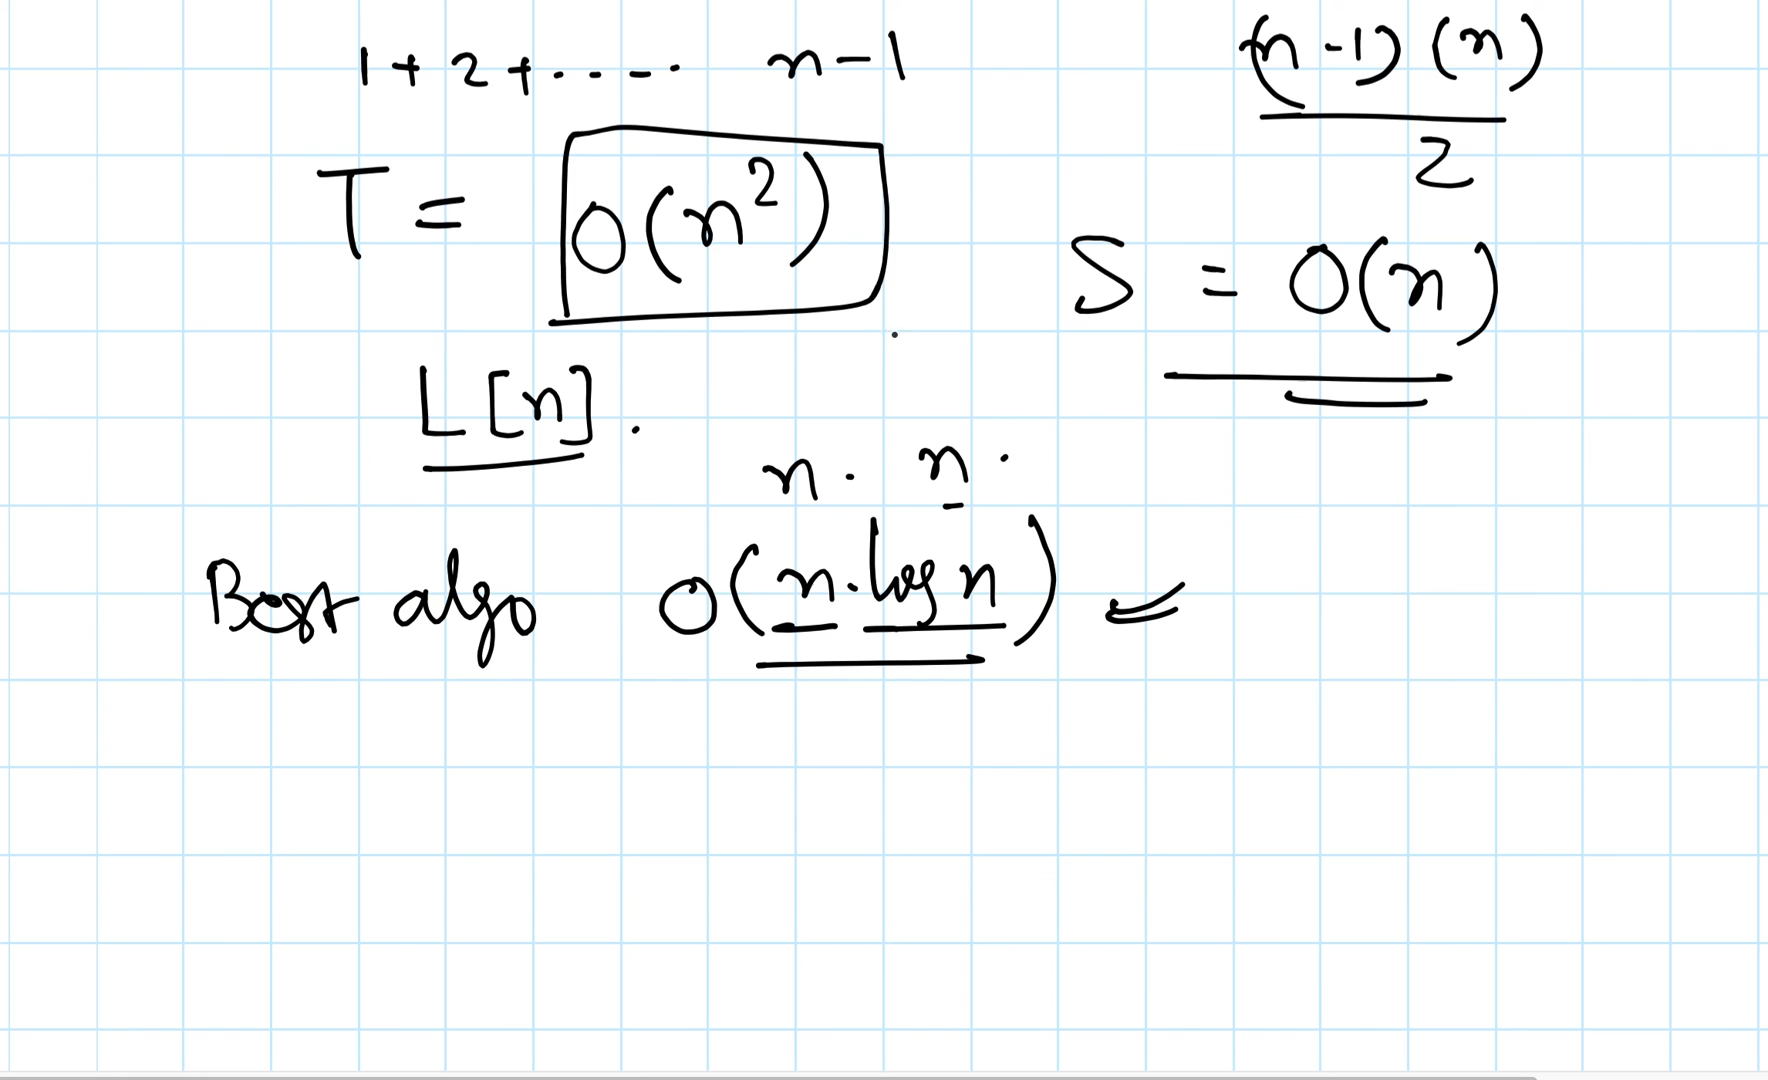 1 + 2 + ..... n - 1
(n-1)(n)
2
T = O(n²)
S = O(n)
L[n].
n. n.
Best algo O(n.log n)